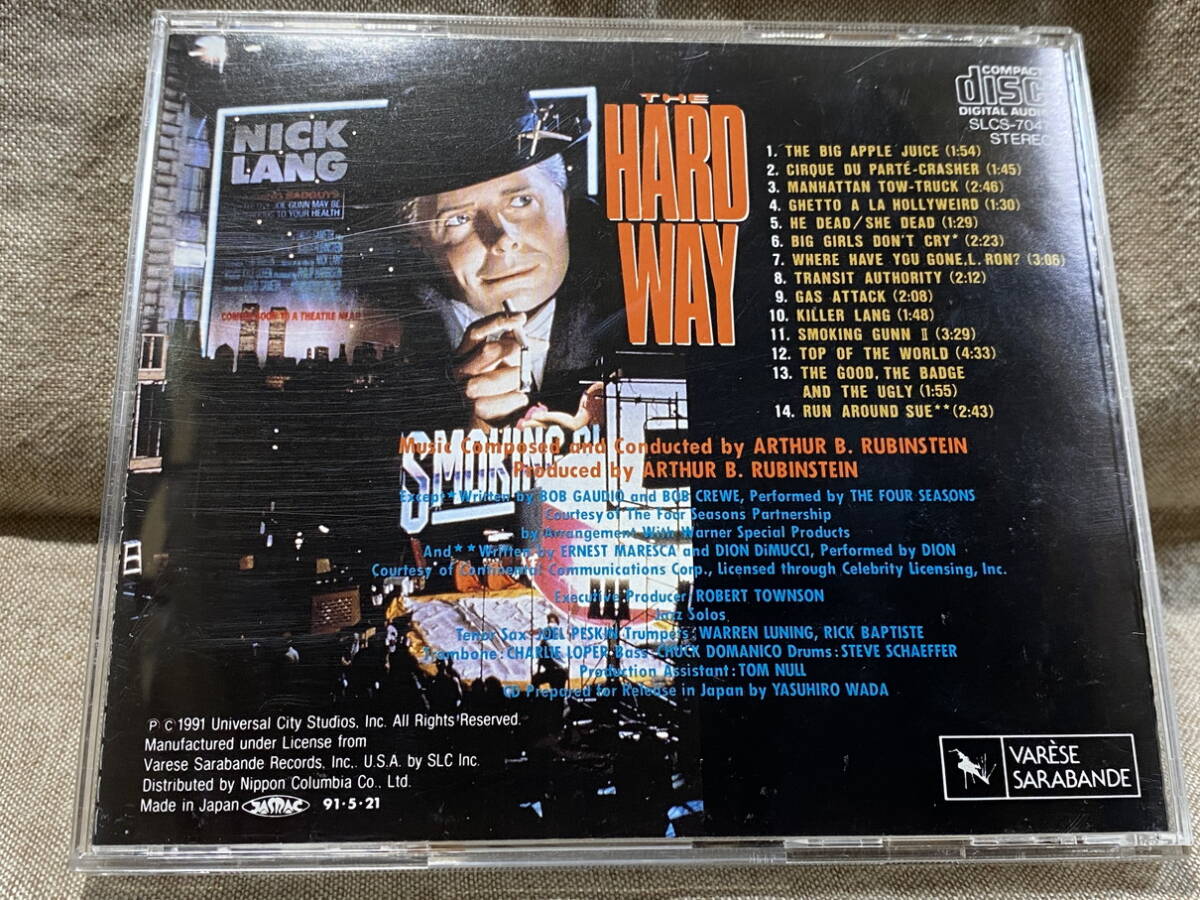 NICK
LANG
JOE GUNN MAY BE
TO YOUR HEALTH
TO A THEATRE NEAR
THE
HARD
WAY
COMPACT
disc
DIGITAL AUDIO
SLCS-704
STEREO
1. THE BIG APPLE JUICE (1:54)
2. CIRQUE DU PARTÉ-CRASHER (1:45)
3. MANHATTAN TOW-TRUCK (2:46)
4. GHETTO A LA HOLLYWEIRD (1:30)
5. HE DEAD/SHE DEAD (1:29)
6. BIG GIRLS DON'T CRY* (2:23)
7. WHERE HAVE YOU GONE, L. RON? (3:06)
8. TRANSIT AUTHORITY (2:12)
9. GAS ATTACK (2:08)
10. KILLER LANG (1:48)
11. SMOKING GUNN II (3:29)
12. TOP OF THE WORLD (4:33)
13. THE GOOD, THE BADGE
AND THE UGLY (1:55)
14. RUN AROUND SUE** (2:43)
SMOKING
Music Composed and Conducted by ARTHUR B. RUBINSTEIN
Produced by ARTHUR B. RUBINSTEIN
Except*Written by BOB GAUDIO and BOB CREWE, Performed by THE FOUR SEASONS
Courtesy of The Four Seasons Partnership
by Arrangement With Warner Special Products
And**Written by ERNEST MARESCA and DION DiMUCCI, Performed by DION
Courtesy of Continental Communications Corp., Licensed through Celebrity Licensing, Inc.
Executive Producer: ROBERT TOWNSON
Jazz Solos
Tenor Sax: JOEL PESKIN Trumpets: WARREN LUNING, RICK BAPTISTE
Trombone: CHARLIE LOPER Bass: CHUCK DOMANICO Drums: STEVE SCHAEFFER
Production Assistant: TOM NULL
CD Prepared for Release in Japan by YASUHIRO WADA
P C 1991 Universal City Studios, Inc. All Rights Reserved.
Manufactured under License from
Varese Sarabande Records, Inc., U.S.A. by SLC Inc.
Distributed by Nippon Columbia Co., Ltd.
Made in Japan JASRAC 91·5·21
VARÈSE
SARABANDE